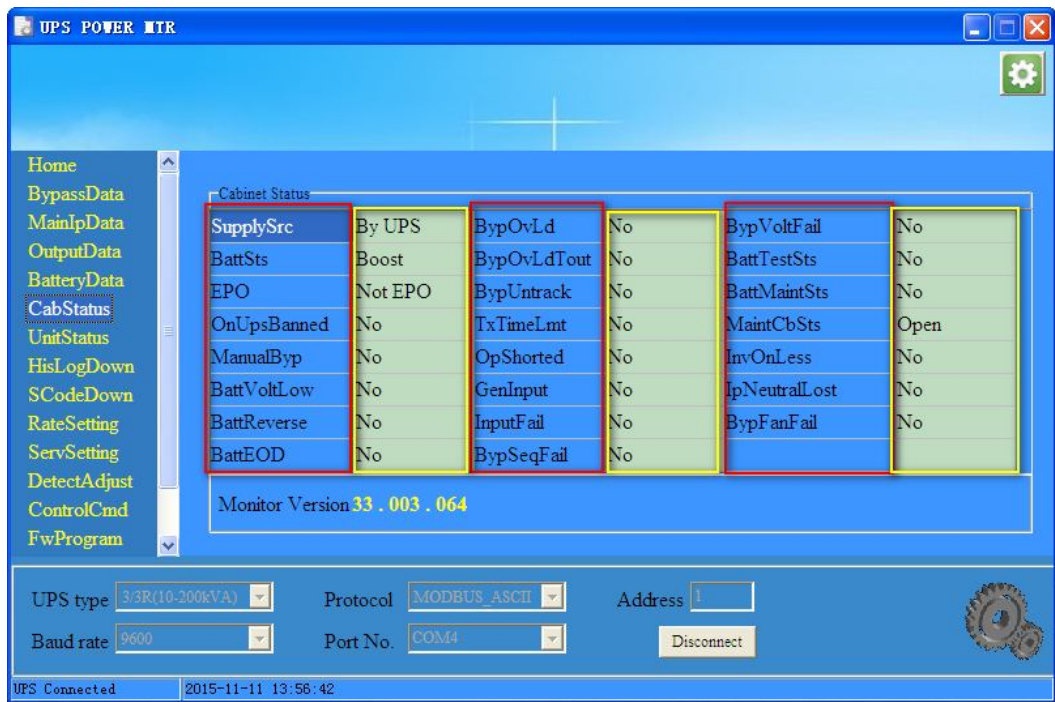 UPS POWER MTR
Home
BypassData
MainIpData
OutputData
BatteryData
CabStatus
UnitStatus
HisLogDown
SCodeDown
RateSetting
ServSetting
DetectAdjust
ControlCmd
FwProgram
Cabinet Status
SupplySrc By UPS BypOvLd No BypVoltFail No
BattSts Boost BypOvLdTout No BattTestSts No
EPO Not EPO BypUntrack No BattMaintSts No
OnUpsBanned No TxTimeLmt No MaintCbSts Open
ManualByp No OpShorted No InvOnLess No
BattVoltLow No GenInput No IpNeutralLost No
BattReverse No InputFail No BypFanFail No
BattEOD No BypSeqFail No
Monitor Version 33 . 003 . 064
UPS type 3/3R(10-200kVA) Protocol MODBUS_ASCII Address 1
Baud rate 9600 Port No. COM4 Disconnect
UPS Connected 2015-11-11 13:56:42